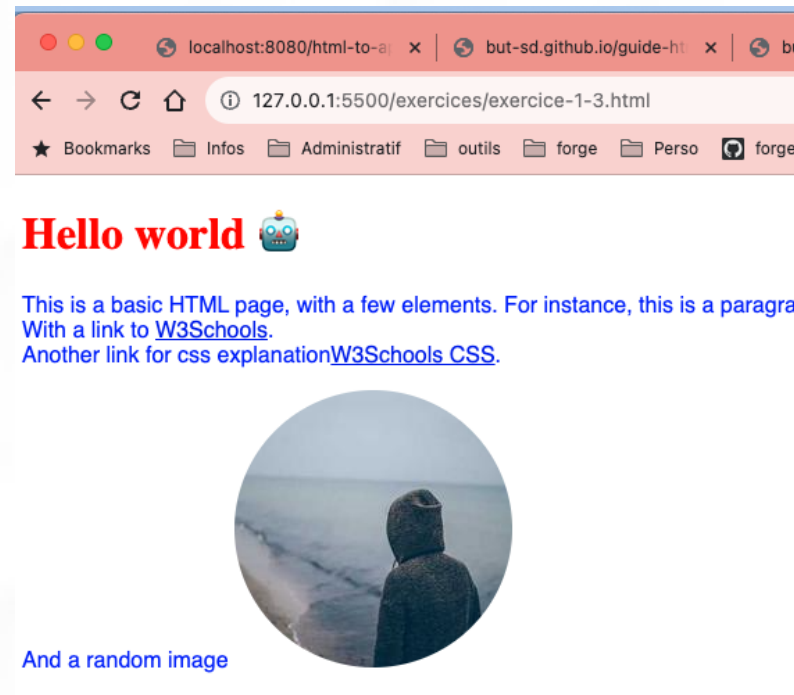 localhost:8080/html-to-a
but-sd.github.io/guide-ht
127.0.0.1:5500/exercices/exercice-1-3.html
Bookmarks Infos Administratif outils forge Perso forge
Hello world 🤖
This is a basic HTML page, with a few elements. For instance, this is a paragra
With a link to W3Schools.
Another link for css explanationW3Schools CSS.
And a random image